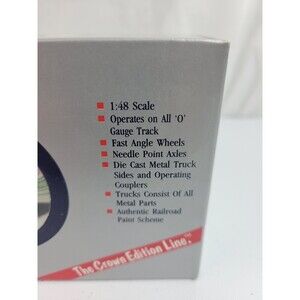 1:48 Scale
Operates on All 'O'
Gauge Track
Fast Angle Wheels
Needle Point Axles
Die Cast Metal Truck
Sides and Operating
Couplers
Trucks Consist Of All
Metal Parts
Authentic Railroad
Paint Scheme
The Crown Edition Line.™